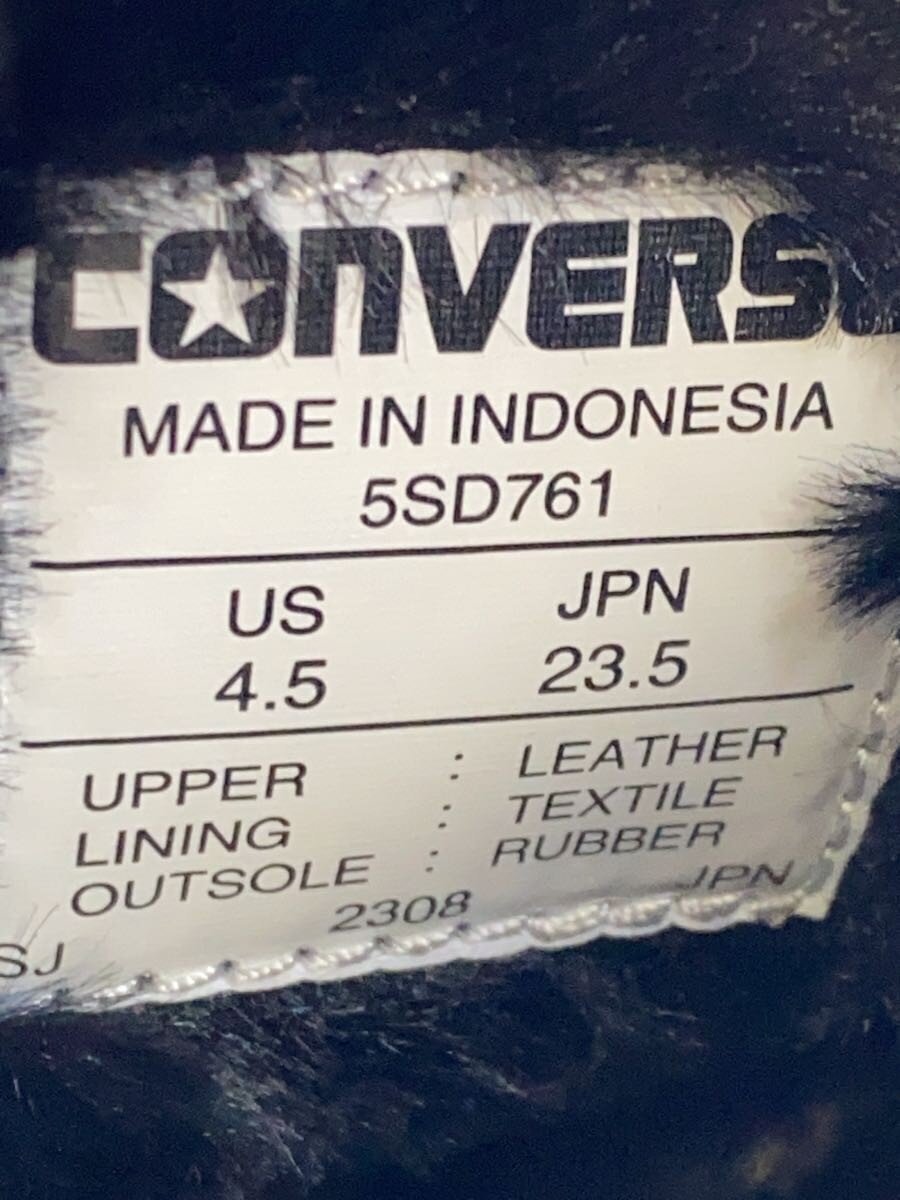 CONVERSE
MADE IN INDONESIA
5SD761
US JPN
4.5 23.5
UPPER : LEATHER
LINING : TEXTILE
OUTSOLE : RUBBER
SJ 2308 JPN